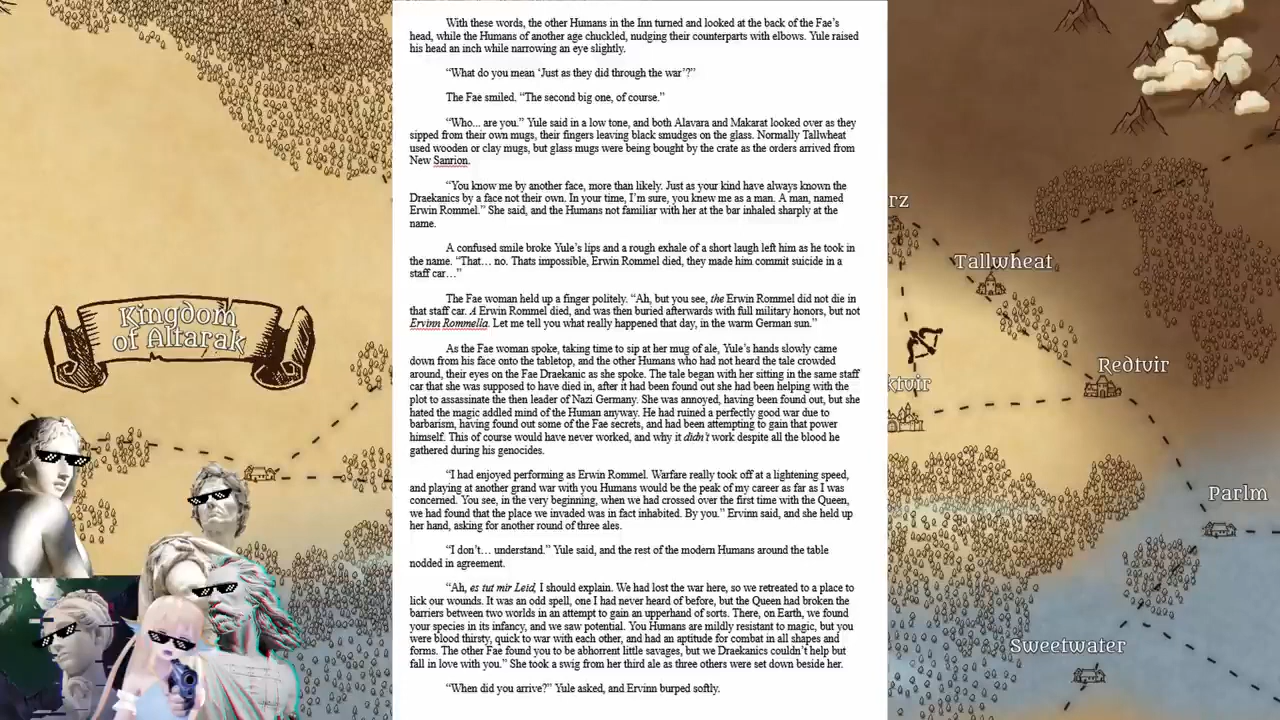 With these words, the other Humans in the Inn turned and looked at the back of the Fae's
head, while the Humans of another age chuckled, nudging their counterparts with elbows. Yule raised
his head an inch while narrowing an eye slightly.
"What do you mean 'Just as they did through the war'?"
The Fae smiled. "The second big one, of course."
"Who... are you." Yule said in a low tone, and both Alavara and Makarat looked over as they
sipped from their own mugs, their fingers leaving black smudges on the glass. Normally Tallwheat
used wooden or clay mugs, but glass mugs were being bought by the crate as the orders arrived from
New Sanrion.
"You know me by another face, more than likely. Just as your kind have always known the
Draekanics by a face not their own. In your time, I'm sure, you knew me as a man. A man, named
Erwin Rommel." She said, and the Humans not familiar with her at the bar inhaled sharply at the
name.
A confused smile broke Yule's lips and a rough exhale of a short laugh left him as he took in
the name. "That… no. Thats impossible, Erwin Rommel died, they made him commit suicide in a
staff car…"
The Fae woman held up a finger politely. "Ah, but you see, the Erwin Rommel did not die in
that staff car. A Erwin Rommel died, and was then buried afterwards with full military honors, but not
Ervinn Rommella. Let me tell you what really happened that day, in the warm German sun."
As the Fae woman spoke, taking time to sip at her mug of ale, Yule's hands slowly came
down from his face onto the tabletop, and the other Humans who had not heard the tale crowded
around, their eyes on the Fae Draekanic as she spoke. The tale began with her sitting in the same staff
car that she was supposed to have died in, after it had been found out she had been helping with the
plot to assassinate the then leader of Nazi Germany. She was annoyed, having been found out, but she
hated the magic addled mind of the Human anyway. He had ruined a perfectly good war due to
barbarism, having found out some of the Fae secrets, and had been attempting to gain that power
himself. This of course would have never worked, and why it didn't work despite all the blood he
gathered during his genocides.
"I had enjoyed performing as Erwin Rommel. Warfare really took off at a lightening speed,
and playing at another grand war with you Humans would be the peak of my career as far as I was
concerned. You see, in the very beginning, when we had crossed over the first time with the Queen,
we had found that the place we invaded was in fact inhabited. By you." Ervinn said, and she held up
her hand, asking for another round of three ales.
"I don't… understand." Yule said, and the rest of the modern Humans around the table
nodded in agreement.
"Ah, es tut mir Leid, I should explain. We had lost the war here, so we retreated to a place to
lick our wounds. It was an odd spell, one I had never heard of before, but the Queen had broken the
barriers between two worlds in an attempt to gain an upperhand of sorts. There, on Earth, we found
your species in its infancy, and we saw potential. You Humans are mildly resistant to magic, but you
were blood thirsty, quick to war with each other, and had an aptitude for combat in all shapes and
forms. The other Fae found you to be abhorrent little savages, but we Draekanics couldn't help but
fall in love with you." She took a swig from her third ale as three others were set down beside her.
"When did you arrive?" Yule asked, and Ervinn burped softly.
Kingdom
of Altarak
rz
Tallwheat
Redtvir
ktvir
Parlm
Sweetwater